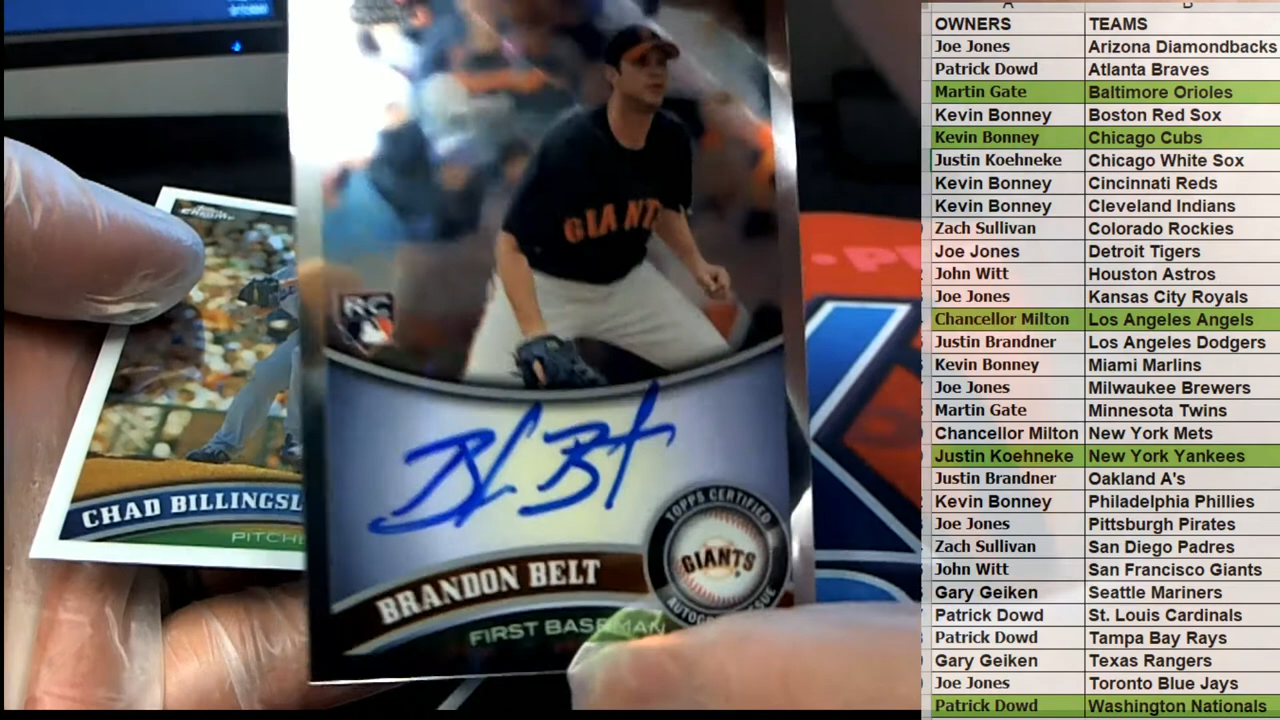 GIANT
RC
B B
BRANDON BELT
FIRST BASEMAN
TOPPS CERTIFIED
GIANTS
CHROME
CHAD BILLINGSL
PITCHE
A B
OWNERS TEAMS
Joe Jones Arizona Diamondbacks
Patrick Dowd Atlanta Braves
Martin Gate Baltimore Orioles
Kevin Bonney Boston Red Sox
Kevin Bonney Chicago Cubs
Justin Koehneke Chicago White Sox
Kevin Bonney Cincinnati Reds
Kevin Bonney Cleveland Indians
Zach Sullivan Colorado Rockies
Joe Jones Detroit Tigers
John Witt Houston Astros
Joe Jones Kansas City Royals
Chancellor Milton Los Angeles Angels
Justin Brandner Los Angeles Dodgers
Kevin Bonney Miami Marlins
Joe Jones Milwaukee Brewers
Martin Gate Minnesota Twins
Chancellor Milton New York Mets
Justin Koehneke New York Yankees
Justin Brandner Oakland A's
Kevin Bonney Philadelphia Phillies
Joe Jones Pittsburgh Pirates
Zach Sullivan San Diego Padres
John Witt San Francisco Giants
Gary Geiken Seattle Mariners
Patrick Dowd St. Louis Cardinals
Patrick Dowd Tampa Bay Rays
Gary Geiken Texas Rangers
Joe Jones Toronto Blue Jays
Patrick Dowd Washington Nationals